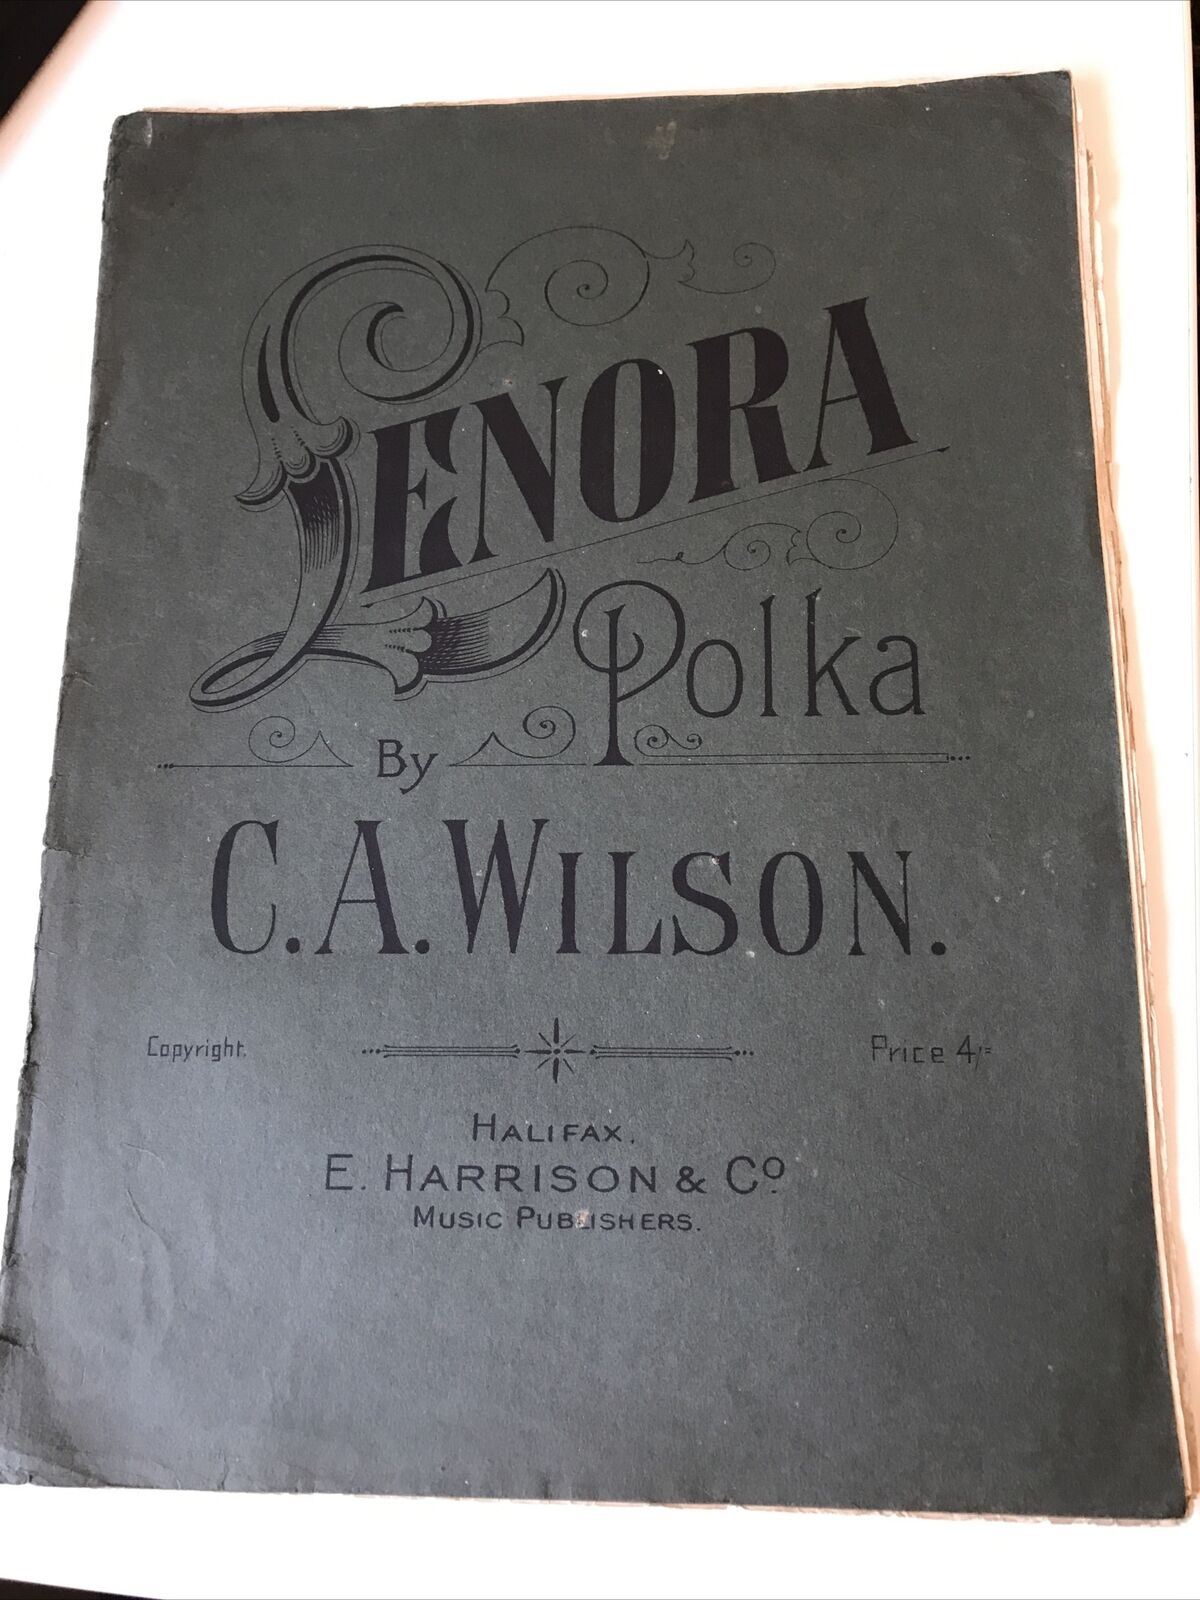 LENORA
Polka
By
C. A. WILSON.
Copyright.
Price 4/=
HALIFAX.
E. HARRISON & Co.
MUSIC PUBLISHERS.